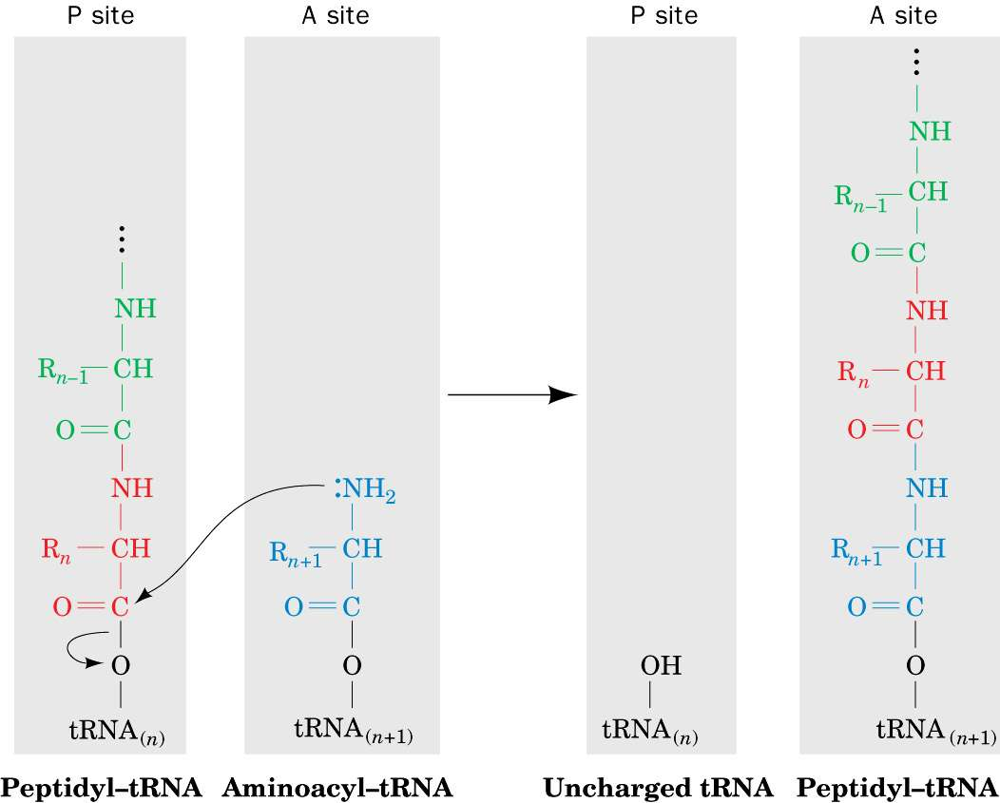 P site A site P site A site
⋮
NH
R_{n–1} — CH
O=C
NH
R_n — CH
O=C
O
tRNA_(n)
:NH₂
R_{n+1} — CH
O=C
O
tRNA_(n+1)
OH
tRNA_(n)
⋮
NH
R_{n–1} — CH
O=C
NH
R_n — CH
O=C
NH
R_{n+1} — CH
O=C
O
tRNA_(n+1)
Peptidyl–tRNA Aminoacyl–tRNA Uncharged tRNA Peptidyl–tRNA